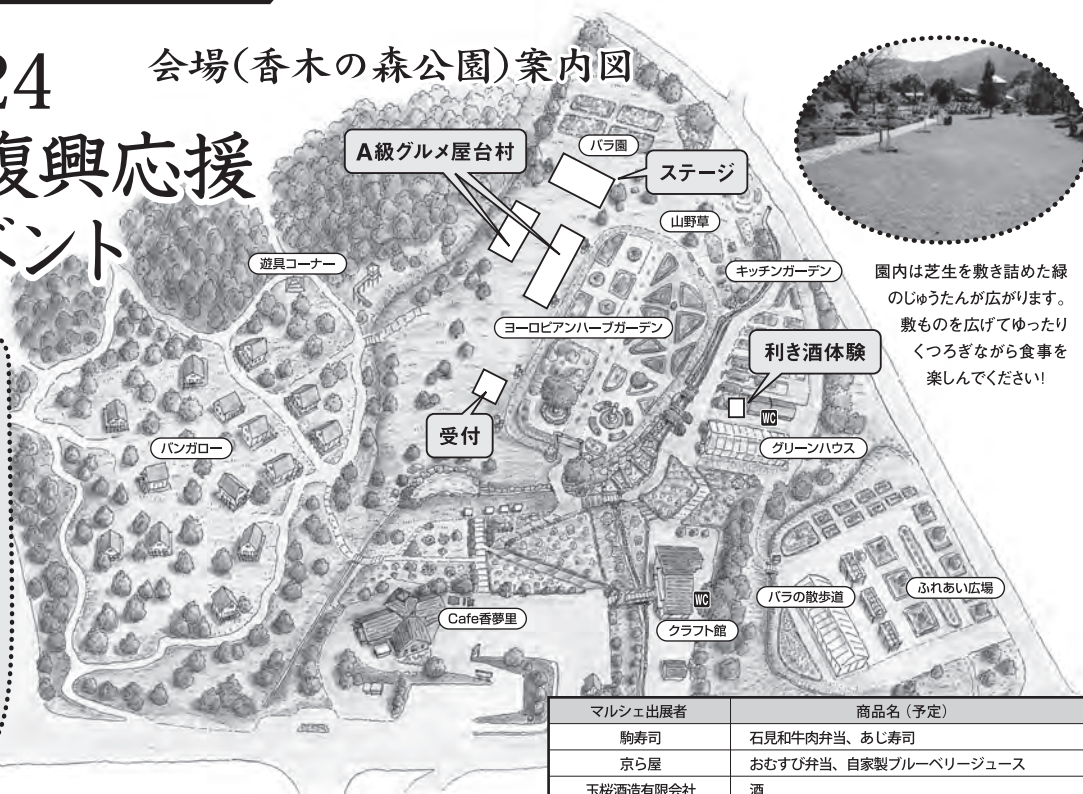 24
会場(香木の森公園)案内図
復興応援
ベント
A級グルメ屋台村
バラ園
ステージ
山野草
遊具コーナー
キッチンガーデン
ヨーロピアンハーブガーデン
利き酒体験
園内は芝生を敷き詰めた緑
のじゅうたんが広がります。
敷ものを広げてゆったり
くつろぎながら食事を
楽しんでください!
受付
WC
バンガロー
グリーンハウス
Cafe香夢里
WC
クラフト館
バラの散歩道
ふれあい広場
マルシェ出展者 商品名(予定)
駒寿司 石見和牛肉弁当、あじ寿司
京ら屋 おむすび弁当、自家製ブルーベリージュース
玉桜酒造有限会社 酒